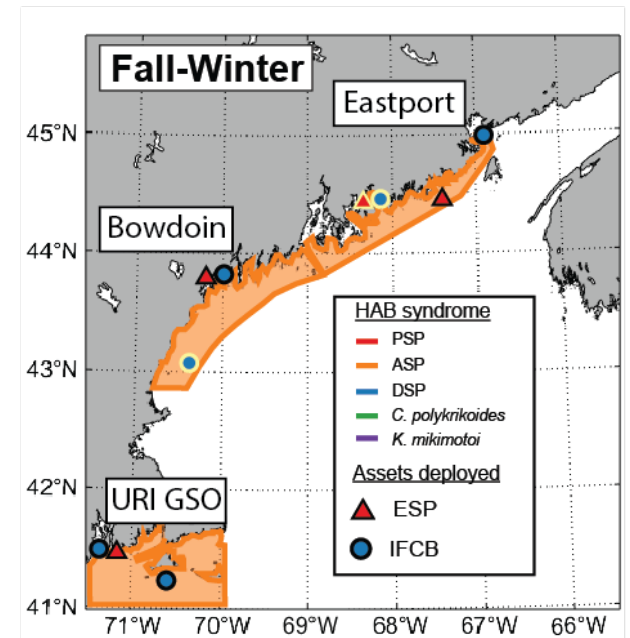 Fall-Winter
Eastport
45°N
Bowdoin
44°N
HAB syndrome
PSP
ASP
43°N
DSP
C. polykrikoides
K. mikimotoi
Assets deployed
42°N
URI GSO
ESP
IFCB
41°N
71°W 70°W 69°W 68°W 67°W 66°W